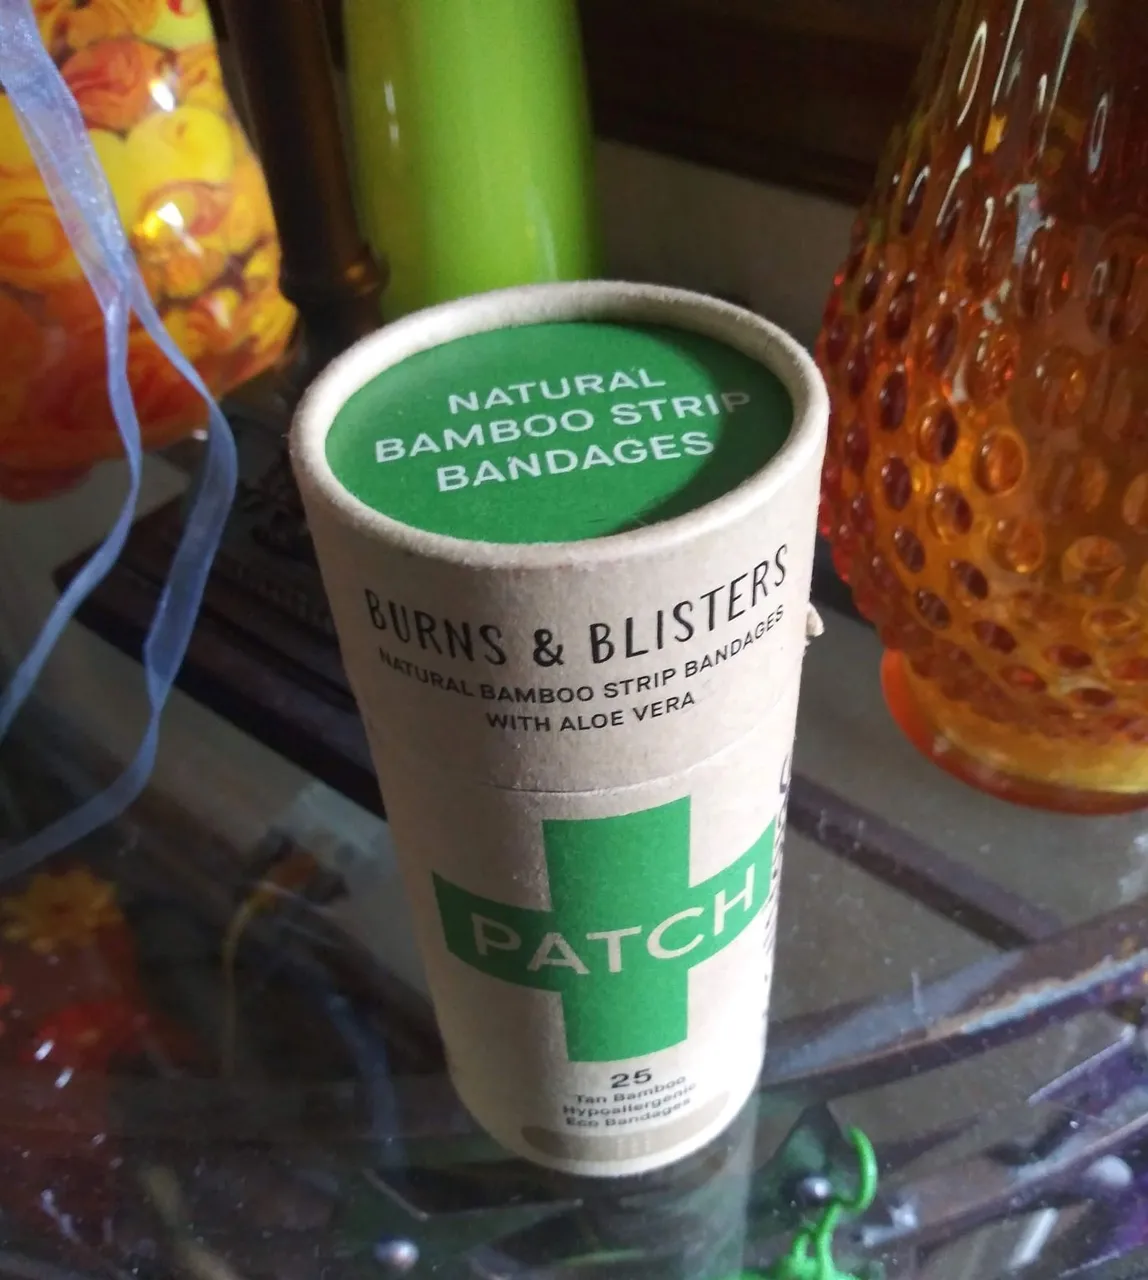 NATURAL
BAMBOO STRIP
BANDAGES
BURNS & BLISTERS
NATURAL BAMBOO STRIP BANDAGES
WITH ALOE VERA
PATCH
25
Tan Bamboo
Hypoallergenic
Eco Bandages